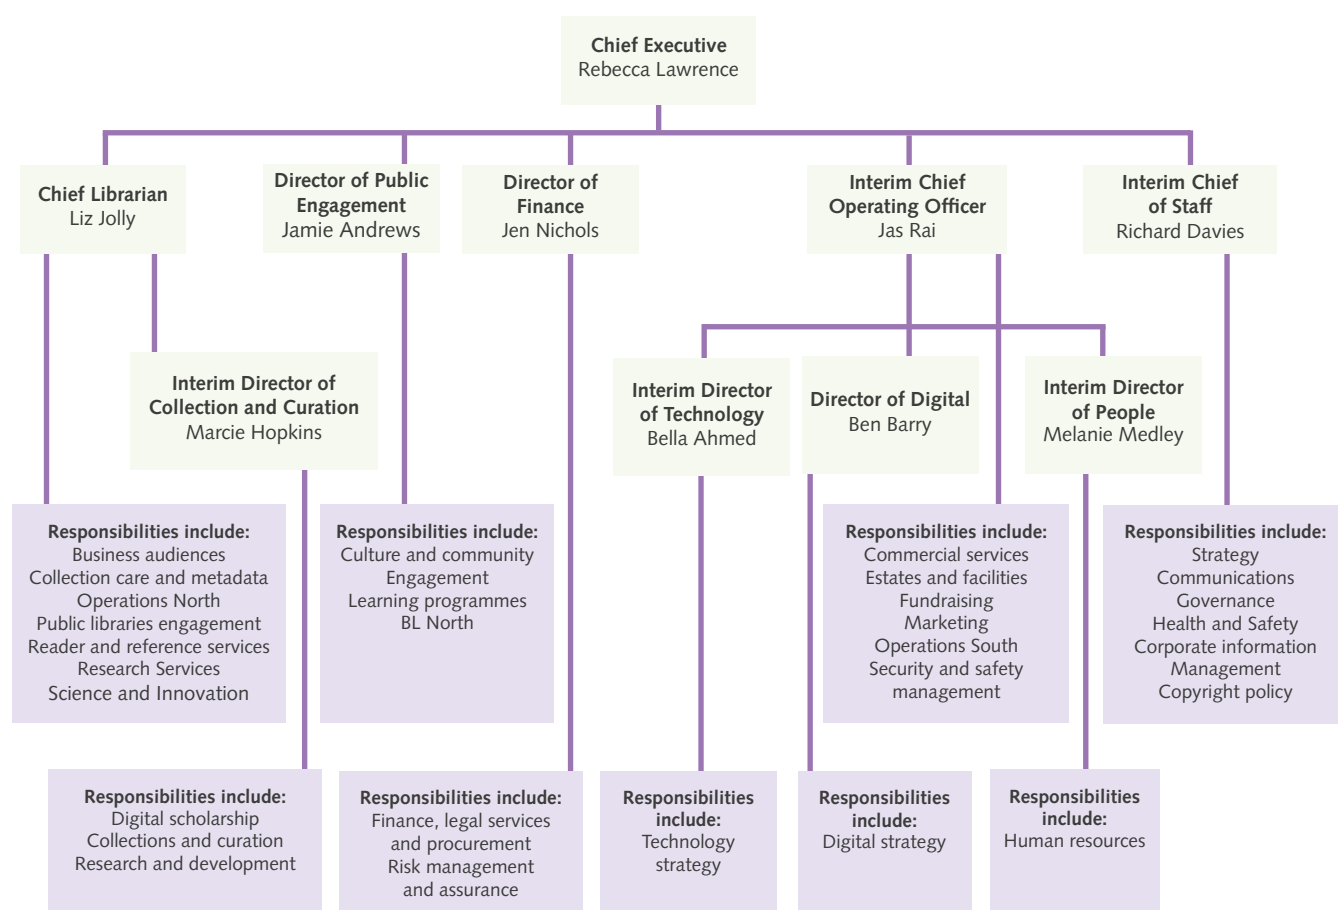 Chief Executive
Rebecca Lawrence
Chief Librarian
Liz Jolly
Director of Public
Engagement
Jamie Andrews
Director of
Finance
Jen Nichols
Interim Chief
Operating Officer
Jas Rai
Interim Chief
of Staff
Richard Davies
Interim Director of
Collection and Curation
Marcie Hopkins
Interim Director
of Technology
Bella Ahmed
Director of Digital
Ben Barry
Interim Director
of People
Melanie Medley
Responsibilities include:
Business audiences
Collection care and metadata
Operations North
Public libraries engagement
Reader and reference services
Research Services
Science and Innovation
Responsibilities include:
Culture and community
Engagement
Learning programmes
BL North
Responsibilities include:
Commercial services
Estates and facilities
Fundraising
Marketing
Operations South
Security and safety
management
Responsibilities include:
Strategy
Communications
Governance
Health and Safety
Corporate information
Management
Copyright policy
Responsibilities include:
Digital scholarship
Collections and curation
Research and development
Responsibilities include:
Finance, legal services
and procurement
Risk management
and assurance
Responsibilities
include:
Technology
strategy
Responsibilities
include:
Digital strategy
Responsibilities
include:
Human resources